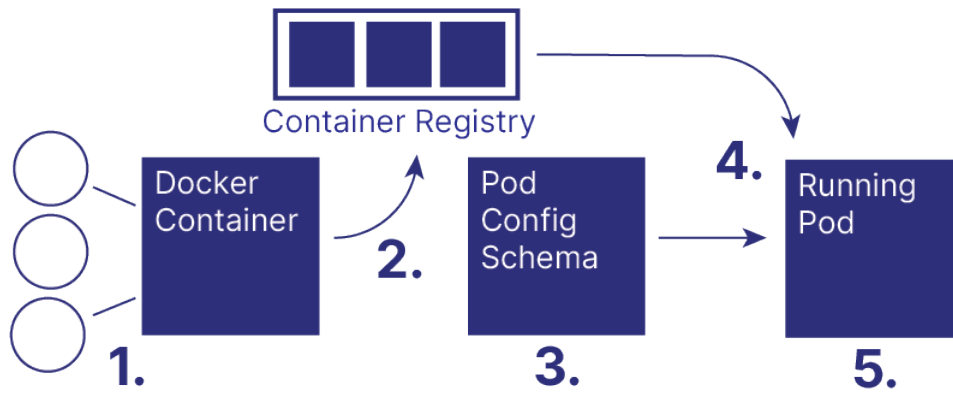 Container Registry
Docker
Container
1.
2.
Pod
Config
Schema
3.
4.
Running
Pod
5.